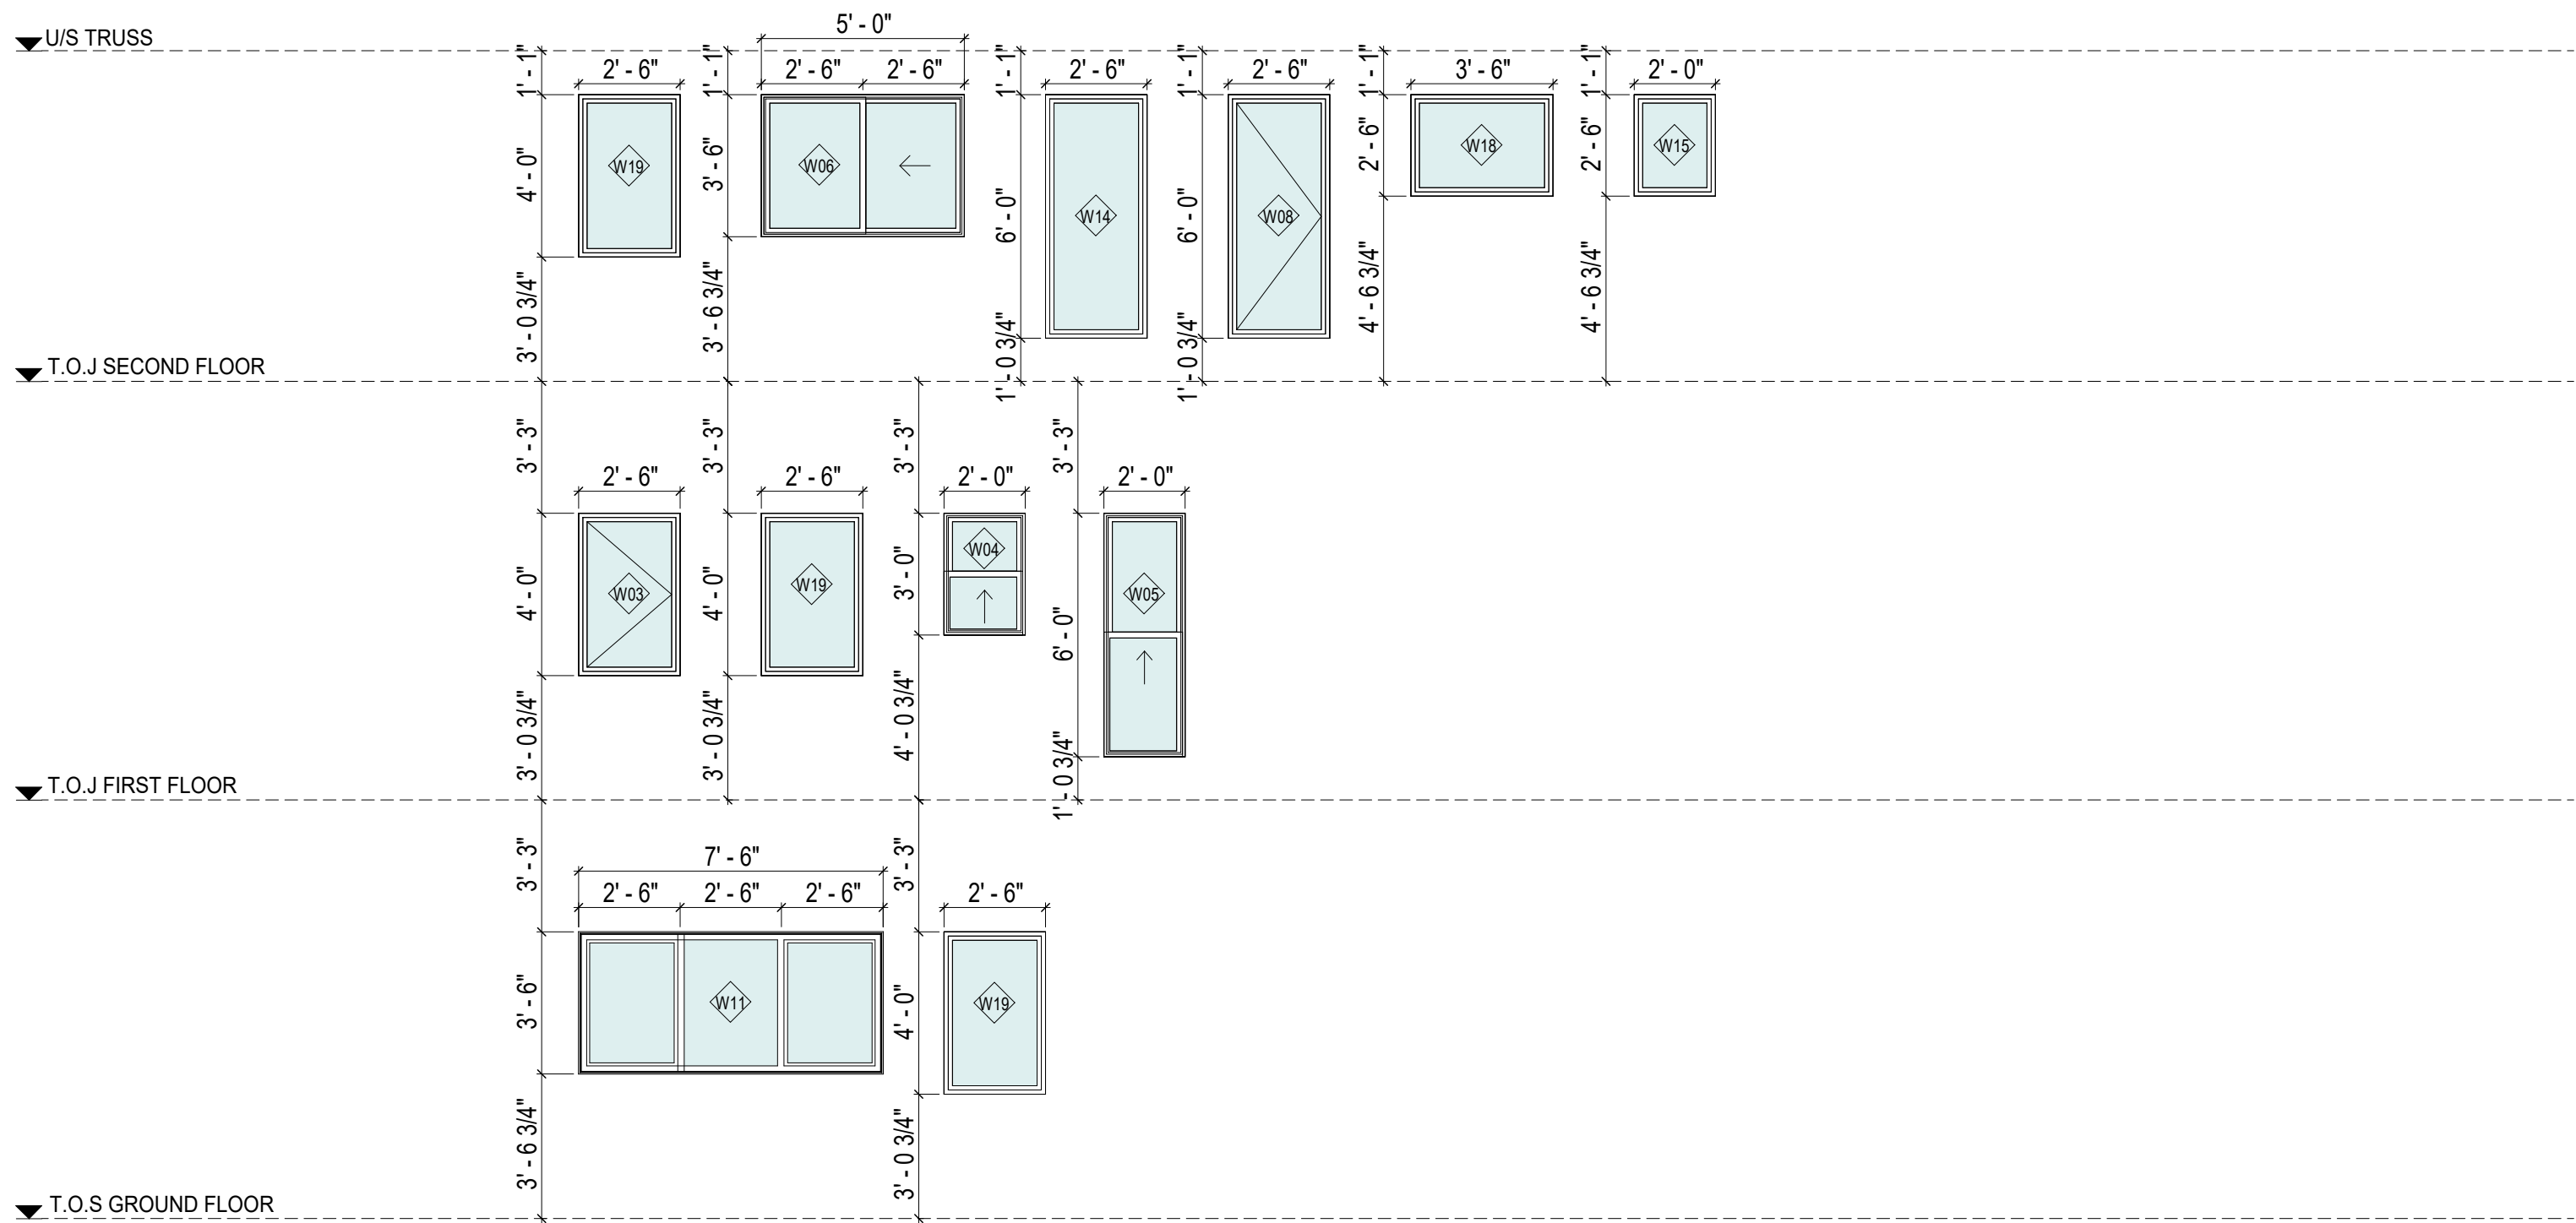 5' - 0"
U/S TRUSS
1' - 1"
2' - 6"
1' - 1"
2' - 6"
2' - 6"
1' - 1"
2' - 6"
1' - 1"
2' - 6"
1' - 1"
3' - 6"
1' - 1"
2' - 0"
4' - 0"
W19
3' - 6"
W06
6' - 0"
W14
6' - 0"
W08
2' - 6"
W18
2' - 6"
W15
3' - 0 3/4"
3' - 6 3/4"
1' - 0 3/4"
1' - 0 3/4"
4' - 6 3/4"
4' - 6 3/4"
T.O.J SECOND FLOOR
3' - 3"
3' - 3"
3' - 3"
3' - 3"
2' - 6"
2' - 6"
2' - 0"
2' - 0"
4' - 0"
W03
4' - 0"
W19
3' - 0"
W04
6' - 0"
W05
3' - 0 3/4"
3' - 0 3/4"
4' - 0 3/4"
1' - 0 3/4"
T.O.J FIRST FLOOR
3' - 3"
7' - 6"
3' - 3"
2' - 6"
2' - 6"
2' - 6"
2' - 6"
3' - 6"
W11
4' - 0"
W19
3' - 6 3/4"
3' - 0 3/4"
T.O.S GROUND FLOOR